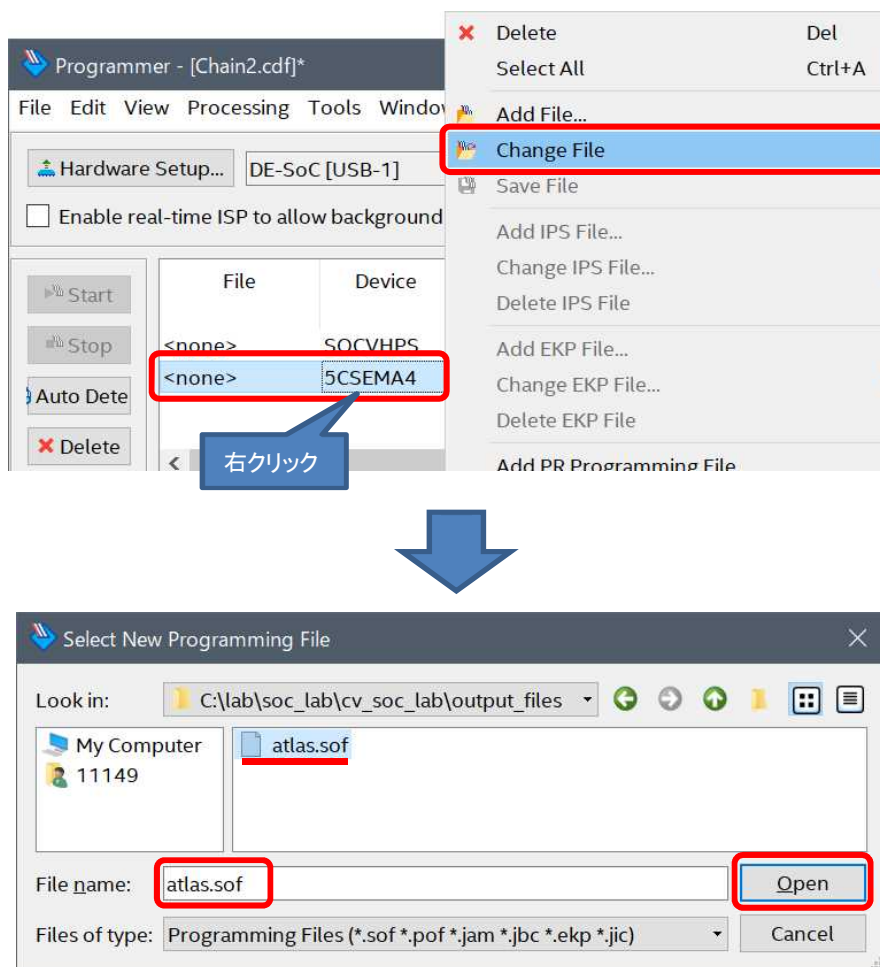 Programmer - [Chain2.cdf]*
File Edit View Processing Tools Window
Hardware Setup...
DE-SoC [USB-1]
Enable real-time ISP to allow background
Start
Stop
Auto Dete
Delete
File Device
<none> SOCVHPS
<none> 5CSEMA4
右クリック
Delete Del
Select All Ctrl+A
Add File...
Change File
Save File
Add IPS File...
Change IPS File...
Delete IPS File
Add EKP File...
Change EKP File...
Delete EKP File
Add PR Programming File
Select New Programming File
Look in: C:\lab\soc_lab\cv_soc_lab\output_files
My Computer
11149
atlas.sof
File name: atlas.sof
Open
Files of type: Programming Files (*.sof *.pof *.jam *.jbc *.ekp *.jic)
Cancel